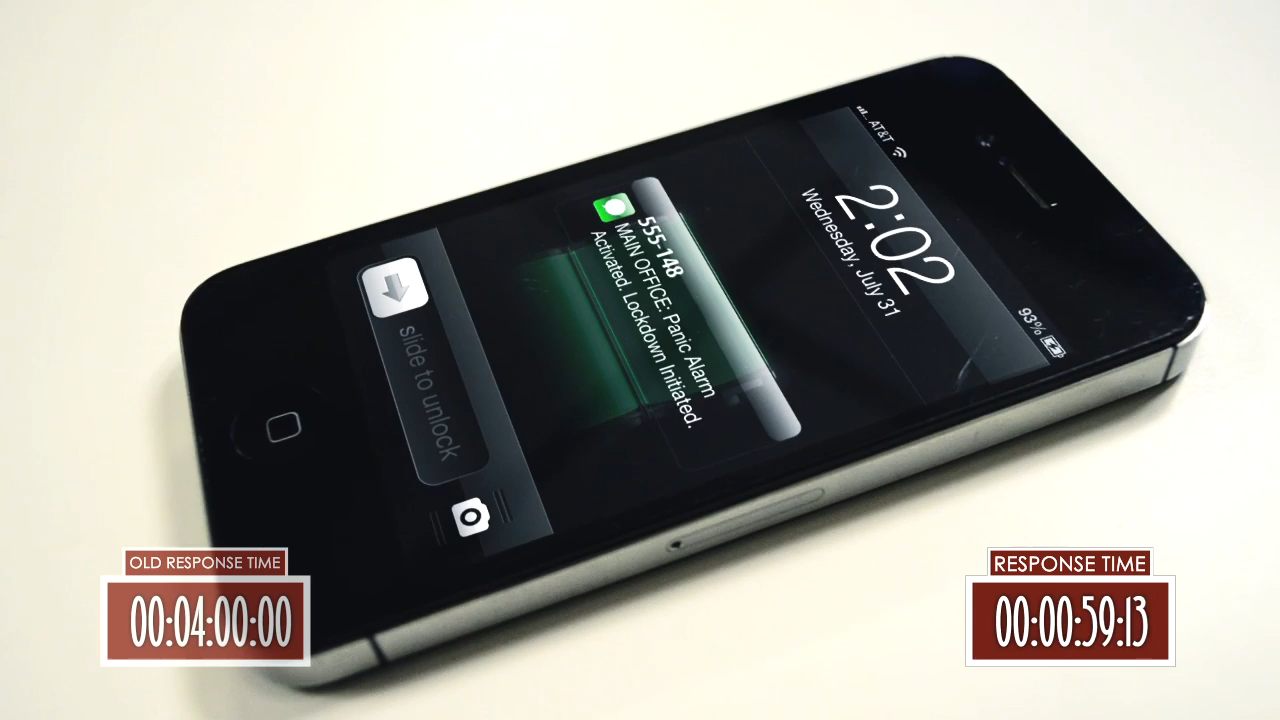 AT&T
93%
2:02
Wednesday, July 31
555-148
MAIN OFFICE: Panic Alarm
Activated. Lockdown Initiated.
slide to unlock
OLD RESPONSE TIME
00:04:00:00
RESPONSE TIME
00:00:59:13